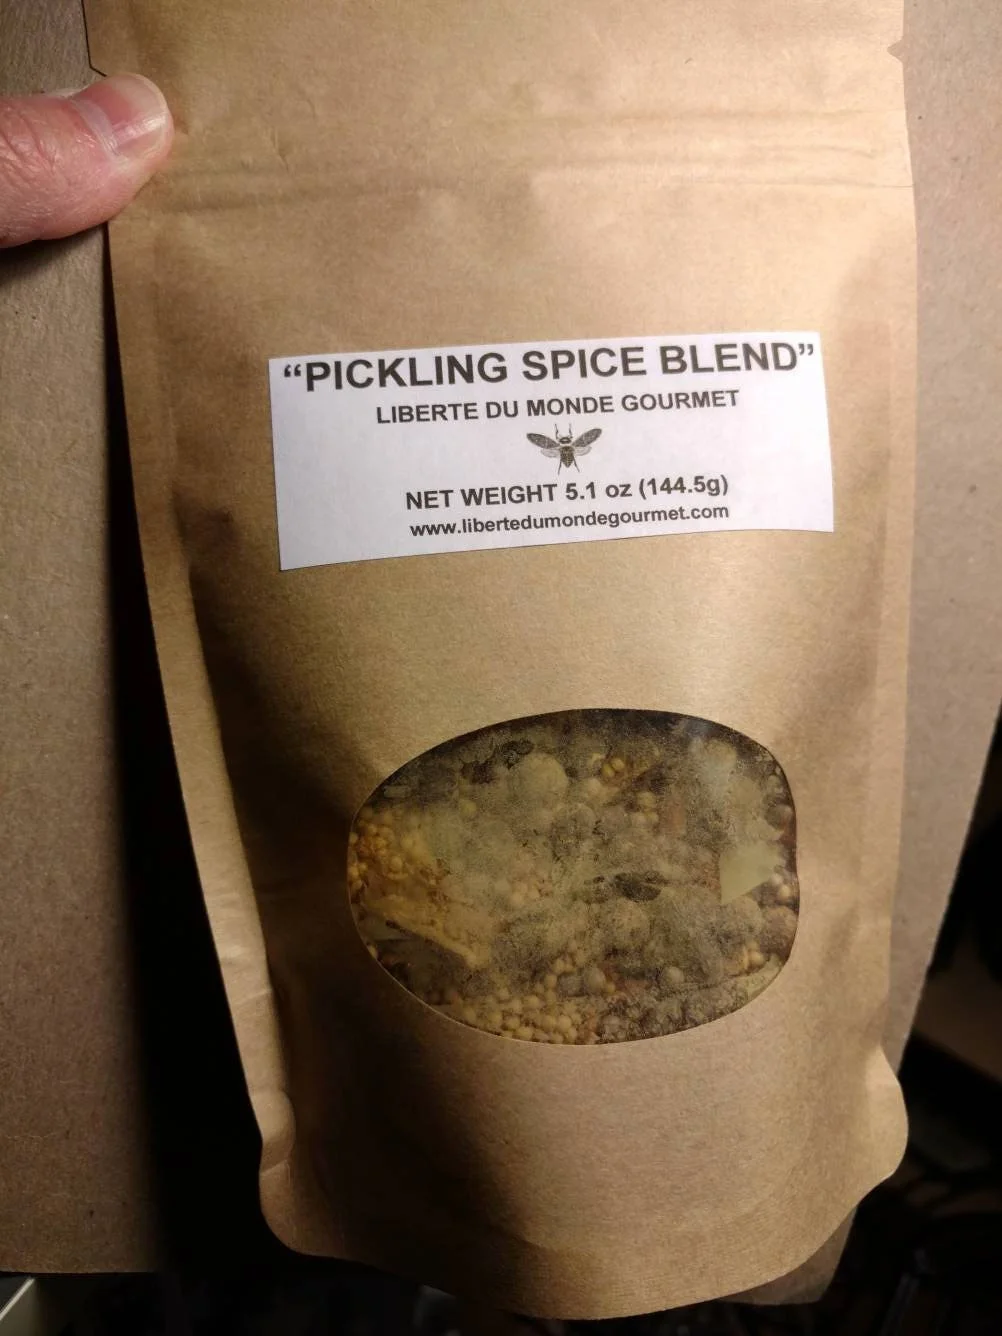 “PICKLING SPICE BLEND”
LIBERTE DU MONDE GOURMET
NET WEIGHT 5.1 oz (144.5g)
www.libertedumondegourmet.com